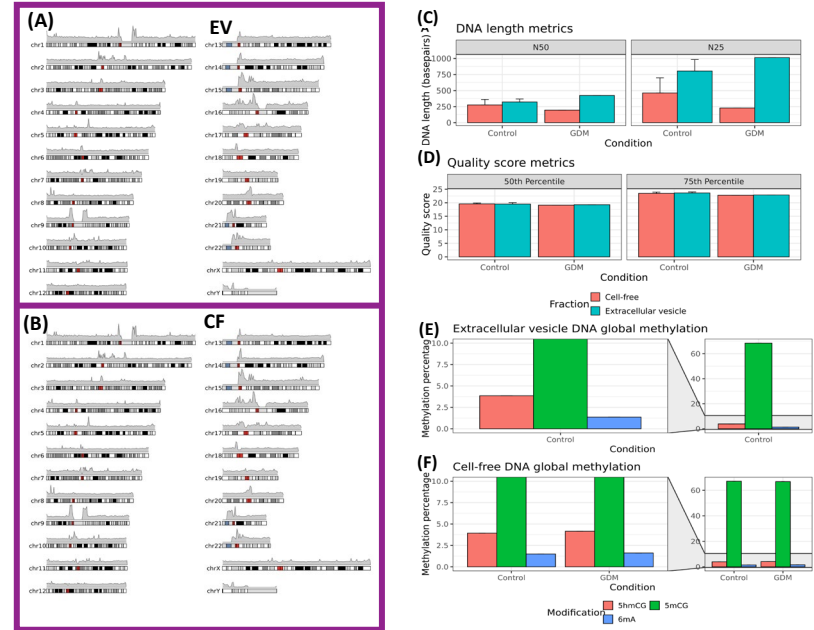 (A)
EV
chr1
chr2
chr3
chr4
chr5
chr6
chr7
chr8
chr9
chr10
chr11
chr12
chr13
chr14
chr15
chr16
chr17
chr18
chr19
chr20
chr21
chr22
chrX
chrY
(B)
CF
chr1
chr2
chr3
chr4
chr5
chr6
chr7
chr8
chr9
chr10
chr11
chr12
chr13
chr14
chr15
chr16
chr17
chr18
chr19
chr20
chr21
chr22
chrX
chrY
(C)
DNA length metrics
N50
N25
DNA length (basepairs)
1000
750
500
250
0
Control
GDM
Control
GDM
Condition
(D)
Quality score metrics
50th Percentile
75th Percentile
Quality score
25
20
15
10
5
0
Control
GDM
Control
GDM
Condition
Fraction
Cell-free
Extracellular vesicle
(E)
Extracellular vesicle DNA global methylation
Methylation percentage
10.0
7.5
5.0
2.5
0.0
Control
60
40
20
0
Control
Condition
(F)
Cell-free DNA global methylation
Methylation percentage
10.0
7.5
5.0
2.5
0.0
Control
GDM
60
40
20
0
Control
GDM
Condition
Modification
5hmCG
5mCG
6mA